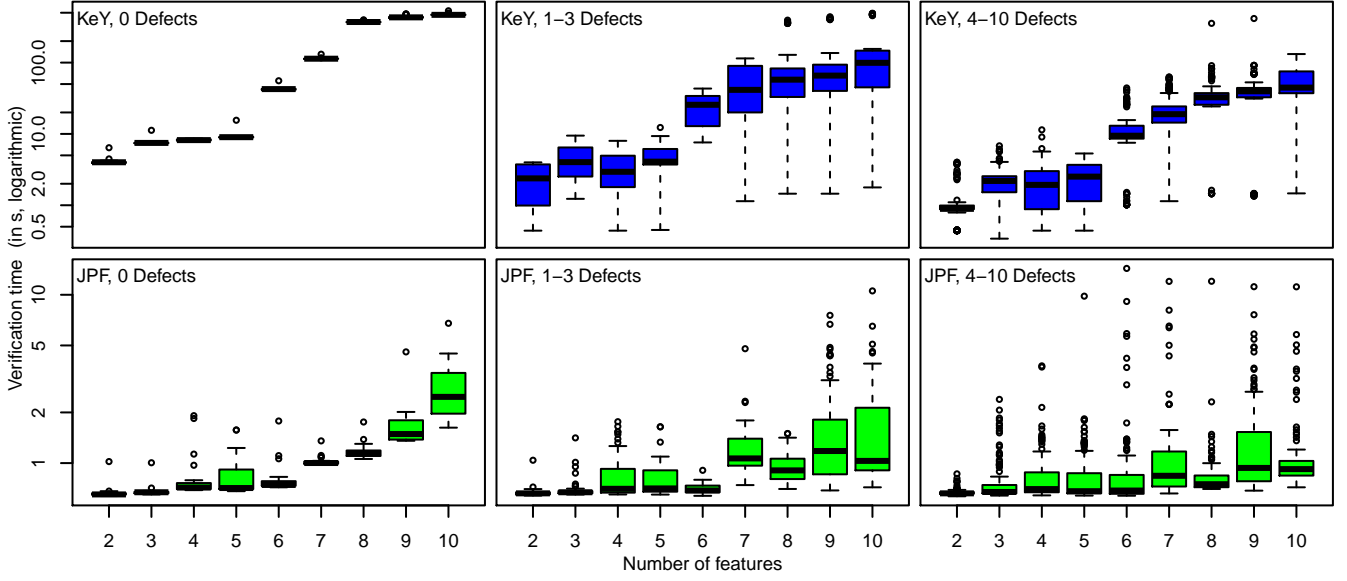 KeY, 0 Defects
KeY, 1−3 Defects
KeY, 4−10 Defects
100.0
10.0
2.0
0.5
JPF, 0 Defects
JPF, 1−3 Defects
JPF, 4−10 Defects
10
5
2
1
Verification time (in s, logarithmic)
2 3 4 5 6 7 8 9 10
2 3 4 5 6 7 8 9 10
2 3 4 5 6 7 8 9 10
Number of features